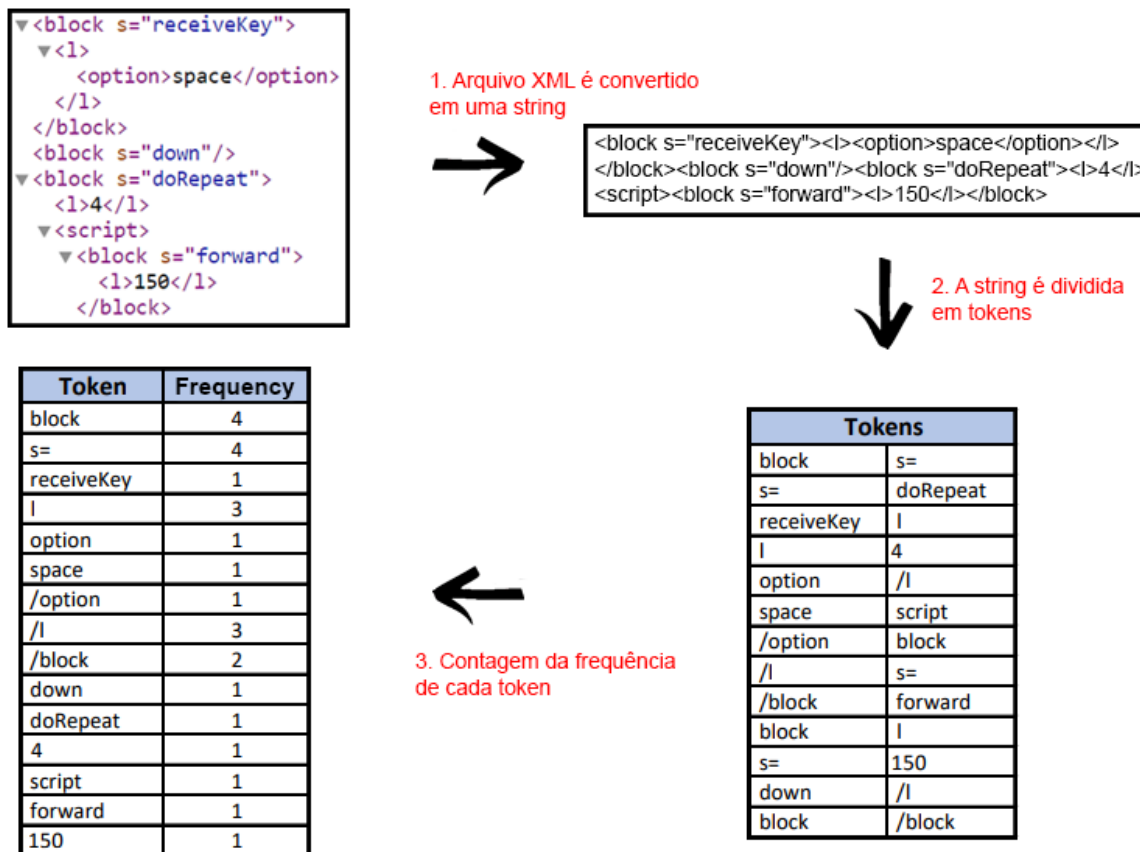 ▼<block s="receiveKey">
▼<l>
<option>space</option>
</l>
</block>
<block s="down"/>
▼<block s="doRepeat">
<l>4</l>
▼<script>
▼<block s="forward">
<l>150</l>
</block>
1. Arquivo XML é convertido
em uma string
<block s="receiveKey"><l><option>space</option></l>
</block><block s="down"/><block s="doRepeat"><l>4</l>
<script><block s="forward"><l>150</l></block>
2. A string é dividida
em tokens
Tokens
block s=
s= doRepeat
receiveKey l
l 4
option /l
space script
/option block
/l s=
/block forward
block l
s= 150
down /l
block /block
3. Contagem da frequência
de cada token
Token Frequency
block 4
s= 4
receiveKey 1
l 3
option 1
space 1
/option 1
/l 3
/block 2
down 1
doRepeat 1
4 1
script 1
forward 1
150 1